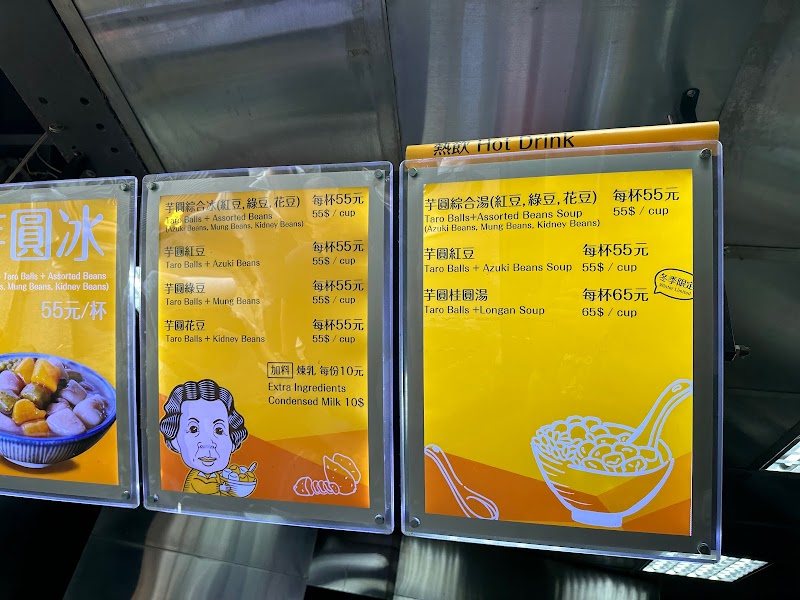 圓冰
Taro Balls + Assorted Beans
Mung Beans, Kidney Beans)
55元/杯
芋圓綜合冰(紅豆,綠豆,花豆) 每杯55元
Taro Balls + Assorted Beans 55$ / cup
(Azuki Beans, Mung Beans, Kidney Beans)
芋圓紅豆 每杯55元
Taro Balls + Azuki Beans 55$ / cup
芋圓綠豆 每杯55元
Taro Balls + Mung Beans 55$ / cup
芋圓花豆 每杯55元
Taro Balls + Kidney Beans 55$ / cup
加料 煉乳 每份10元
Extra Ingredients
Condensed Milk 10$
熱飲 Hot Drink
芋圓綜合湯(紅豆,綠豆,花豆) 每杯55元
Taro Balls+Assorted Beans Soup 55$ / cup
(Azuki Beans, Mung Beans, Kidney Beans)
芋圓紅豆 每杯55元
Taro Balls + Azuki Beans Soup 55$ / cup
芋圓桂圓湯 每杯65元
Taro Balls +Longan Soup 65$ / cup
冬季限定
Winter Limited